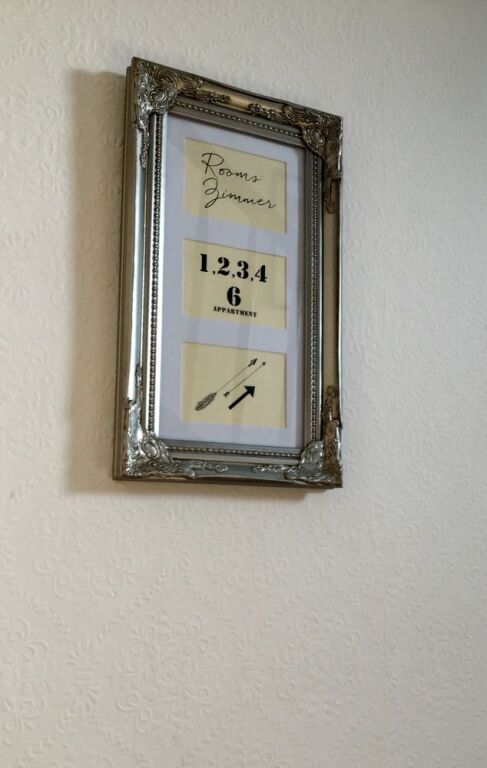 Rooms
Zimmer
1,2,3,4
6
APPARTMENT